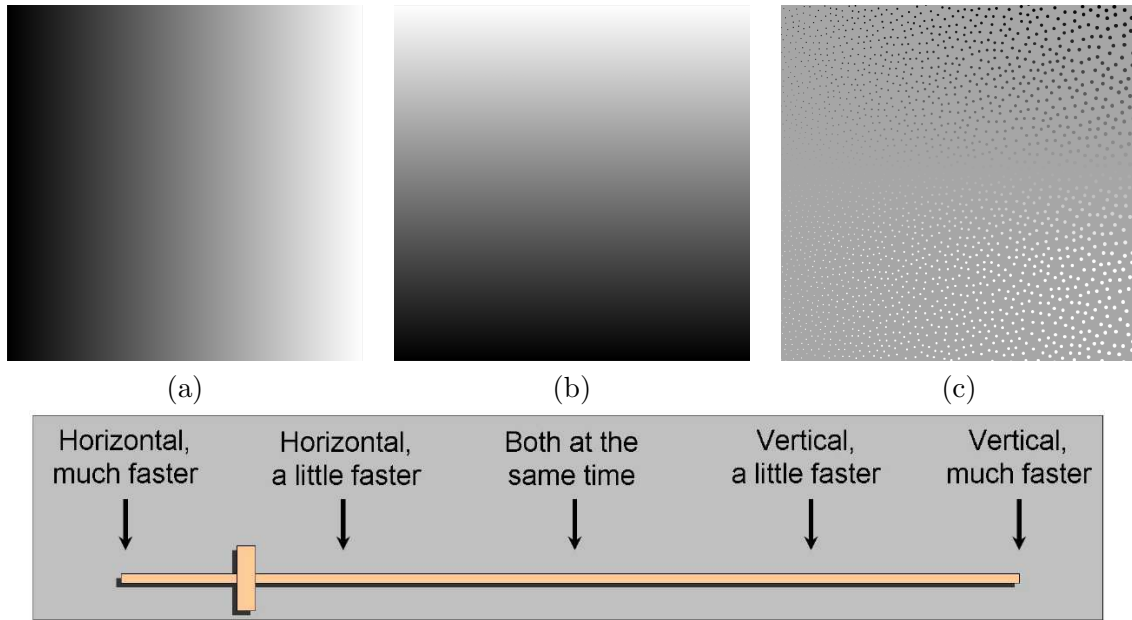 (a)
(b)
(c)
Horizontal,
much faster
Horizontal,
a little faster
Both at the
same time
Vertical,
a little faster
Vertical,
much faster